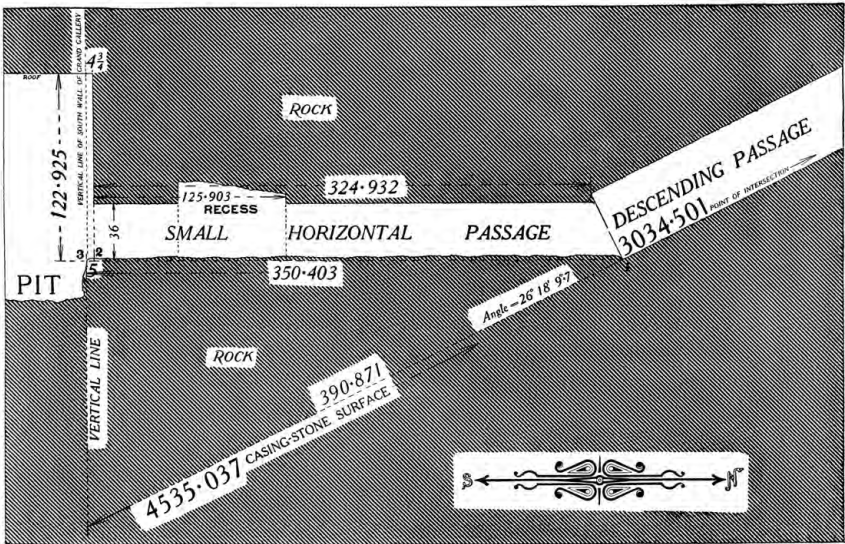 4¾
ROOF
VERTICAL LINE OF SOUTH WALL OF GRAND GALLERY
122·925
ROCK
324·932
125·903
RECESS
36
SMALL HORIZONTAL PASSAGE
DESCENDING PASSAGE
3034·501 POINT OF INTERSECTION
3 2
5
1
350·403
PIT
Angle = 26° 18' 9·7
ROCK
VERTICAL LINE
390·871
4535·037 CASING-STONE SURFACE
S N